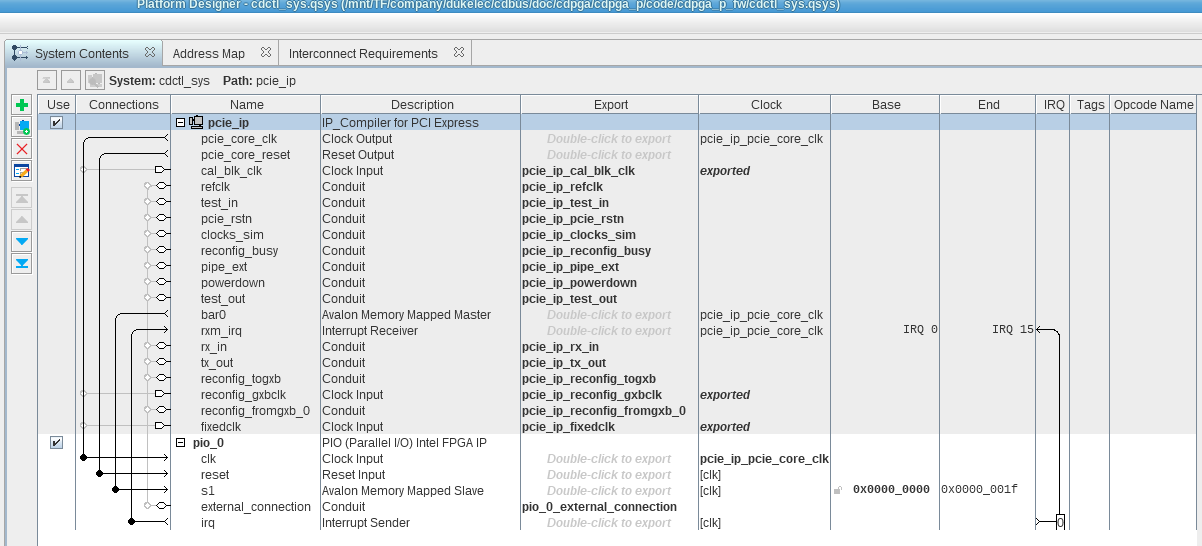 Platform Designer - cdctl_sys.qsys (/mnt/TF/company/dukelec/cdbus/doc/cdpga/cdpga_p/code/cdpga_p_fw/cdctl_sys.qsys)
System Contents Address Map Interconnect Requirements
System: cdctl_sys Path: pcie_ip
Use Connections Name Description Export Clock Base End IRQ Tags Opcode Name
pcie_ip IP_Compiler for PCI Express
pcie_core_clk Clock Output Double-click to export pcie_ip_pcie_core_clk
pcie_core_reset Reset Output Double-click to export
cal_blk_clk Clock Input pcie_ip_cal_blk_clk exported
refclk Conduit pcie_ip_refclk
test_in Conduit pcie_ip_test_in
pcie_rstn Conduit pcie_ip_pcie_rstn
clocks_sim Conduit pcie_ip_clocks_sim
reconfig_busy Conduit pcie_ip_reconfig_busy
pipe_ext Conduit pcie_ip_pipe_ext
powerdown Conduit pcie_ip_powerdown
test_out Conduit pcie_ip_test_out
bar0 Avalon Memory Mapped Master Double-click to export pcie_ip_pcie_core_clk
rxm_irq Interrupt Receiver Double-click to export pcie_ip_pcie_core_clk IRQ 0 IRQ 15
rx_in Conduit pcie_ip_rx_in
tx_out Conduit pcie_ip_tx_out
reconfig_togxb Conduit pcie_ip_reconfig_togxb
reconfig_gxbclk Clock Input pcie_ip_reconfig_gxbclk exported
reconfig_fromgxb_0 Conduit pcie_ip_reconfig_fromgxb_0
fixedclk Clock Input pcie_ip_fixedclk exported
pio_0 PIO (Parallel I/O) Intel FPGA IP
clk Clock Input Double-click to export pcie_ip_pcie_core_clk
reset Reset Input Double-click to export [clk]
s1 Avalon Memory Mapped Slave Double-click to export [clk] 0x0000_0000 0x0000_001f
external_connection Conduit pio_0_external_connection
irq Interrupt Sender Double-click to export [clk] 0